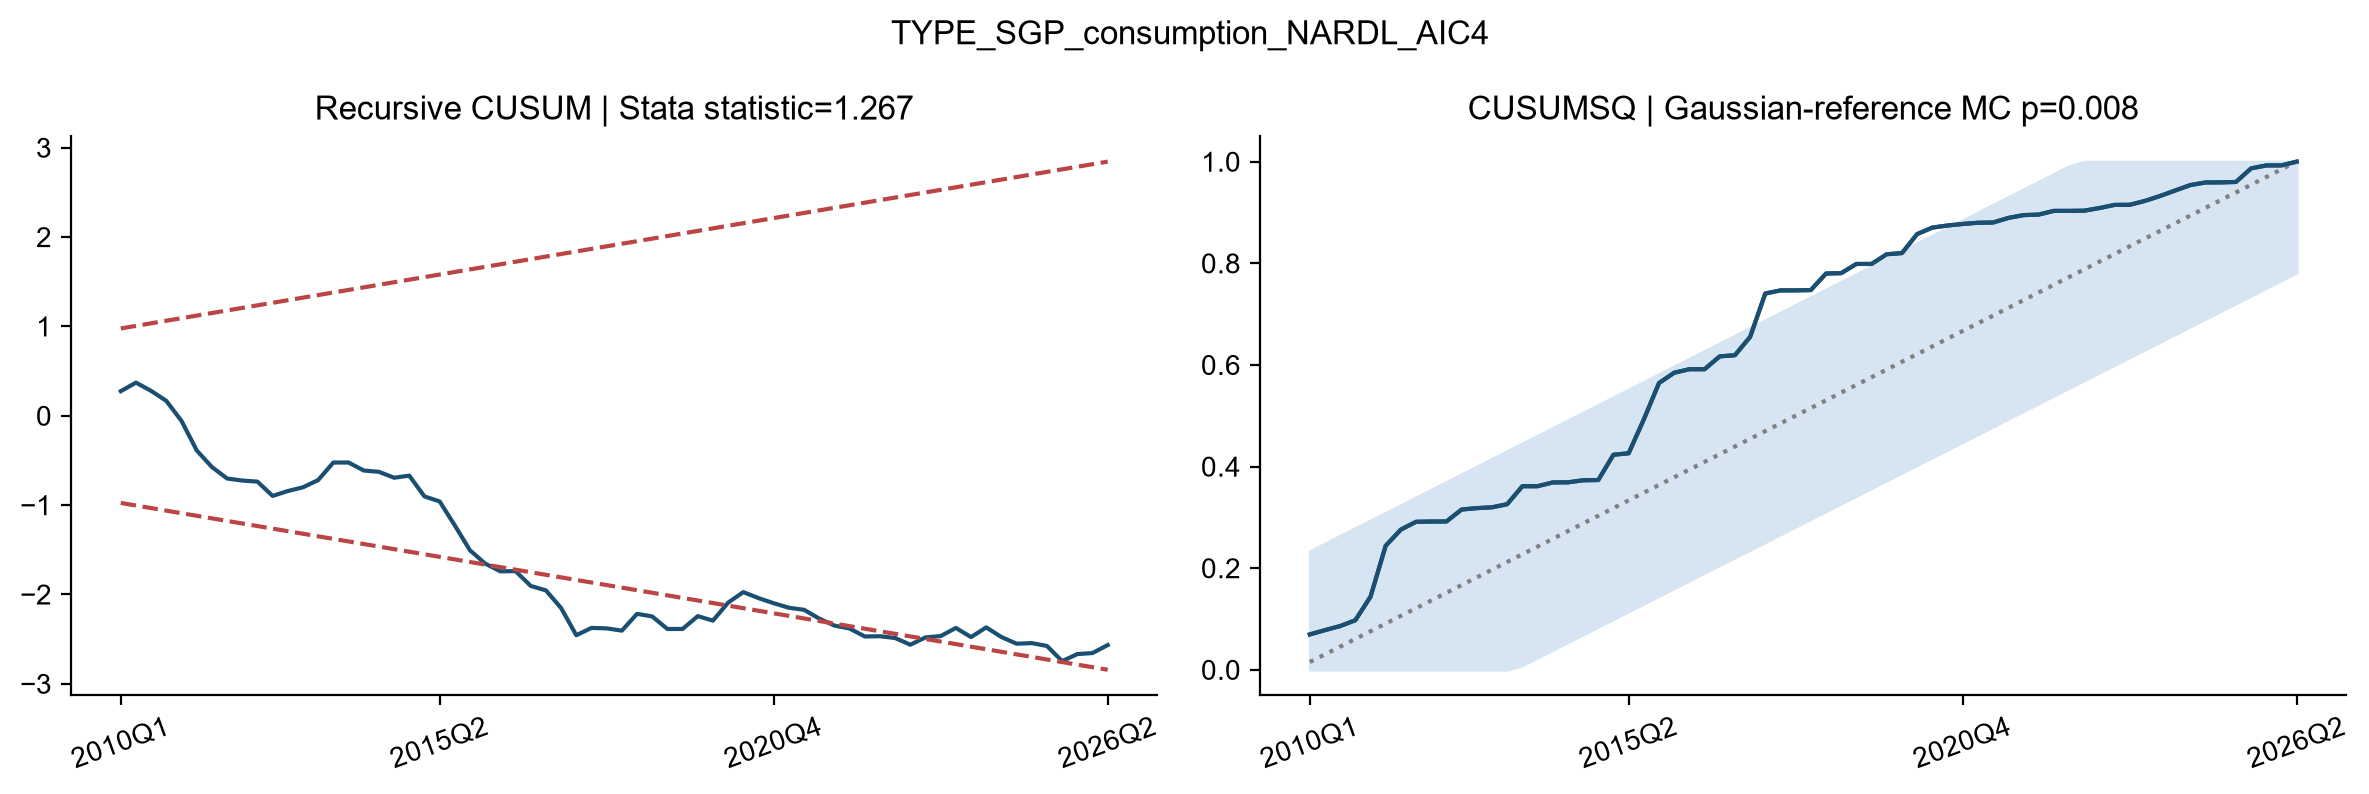 TYPE_SGP_consumption_NARDL_AIC4
Recursive CUSUM | Stata statistic=1.267
3
2
1
0
−1
−2
−3
2010Q1
2015Q2
2020Q4
2026Q2
CUSUMSQ | Gaussian-reference MC p=0.008
1.0
0.8
0.6
0.4
0.2
0.0
2010Q1
2015Q2
2020Q4
2026Q2